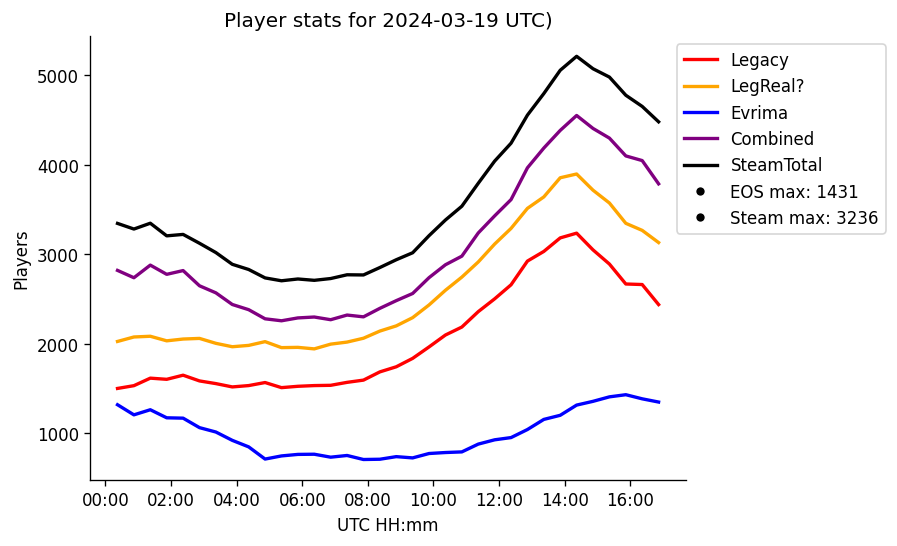 Player stats for 2024-03-19 UTC)
Legacy
LegReal?
Evrima
Combined
SteamTotal
EOS max: 1431
Steam max: 3236
Players
5000
4000
3000
2000
1000
00:00 02:00 04:00 06:00 08:00 10:00 12:00 14:00 16:00
UTC HH:mm